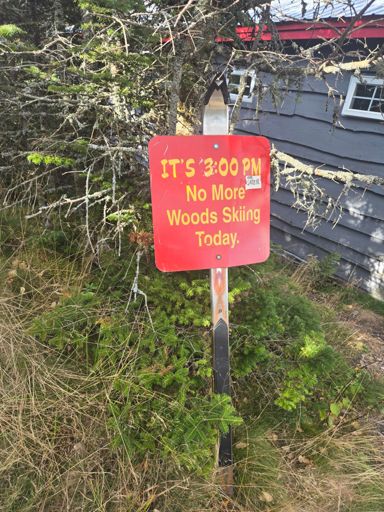 IT'S 3:00 PM
No More
Woods Skiing
Today.